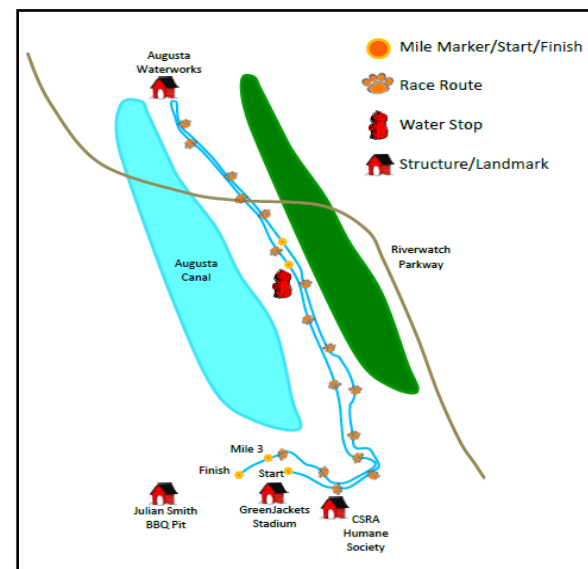 Augusta
Waterworks
Mile Marker/Start/Finish
Race Route
Water Stop
Structure/Landmark
Riverwatch
Parkway
Augusta
Canal
Mile 3
Finish
Start
Julian Smith
BBQ Pit
GreenJackets
Stadium
CSRA
Humane
Society